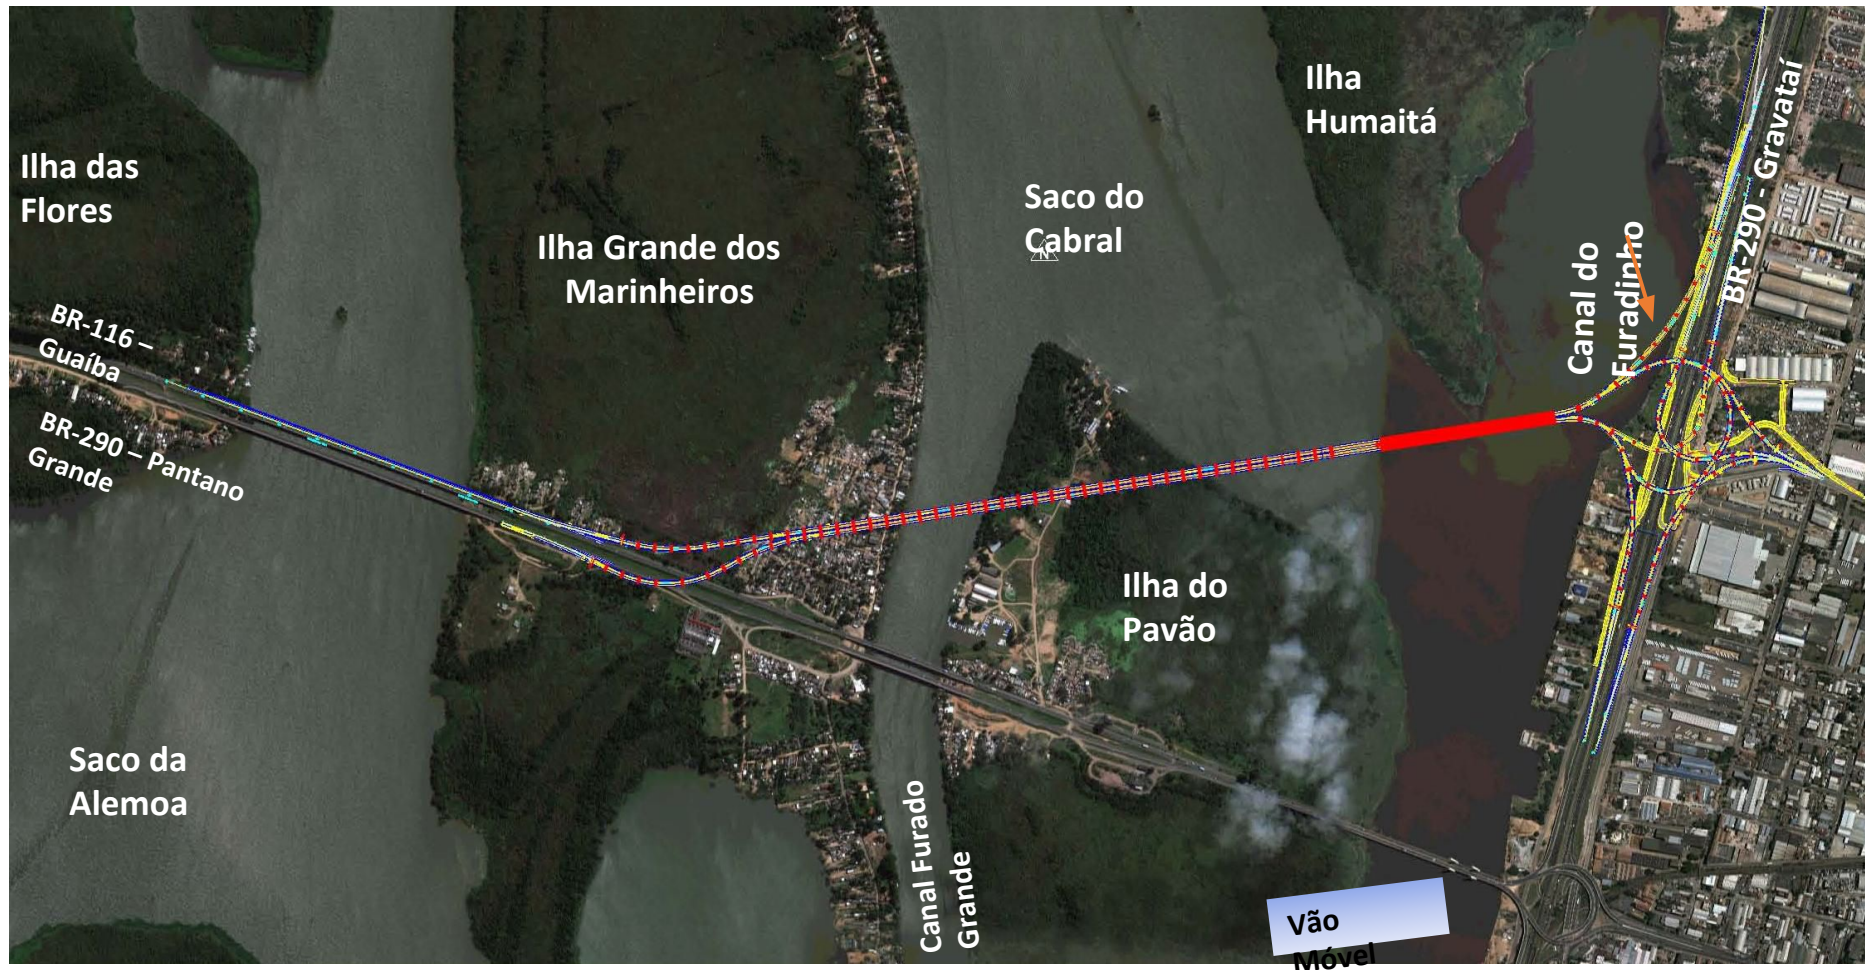 Ilha das
Flores
Ilha Grande dos
Marinheiros
Saco do
Cabral
N
Ilha
Humaitá
Canal do
Furadinho
BR-290 - Gravataí
BR-116 –
Guaíba
BR-290 – Pantano
Grande
Ilha do
Pavão
Saco da
Alemoa
Canal Furado
Grande
Vão
Móvel